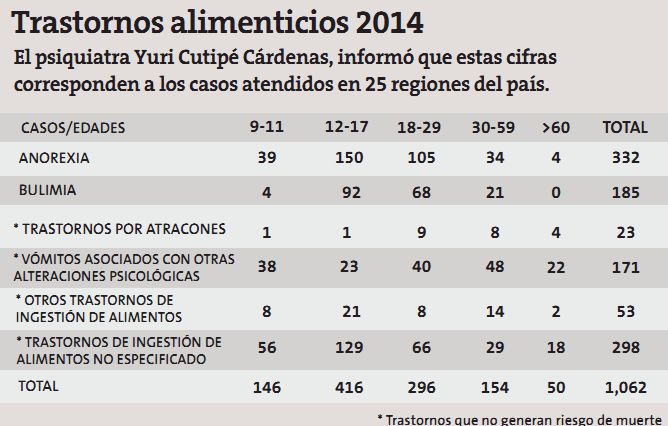 Trastornos alimenticios 2014
El psiquiatra Yuri Cutipé Cárdenas, informó que estas cifras
corresponden a los casos atendidos en 25 regiones del país.
CASOS/EDADES 9-11 12-17 18-29 30-59 >60 TOTAL
ANOREXIA 39 150 105 34 4 332
BULIMIA 4 92 68 21 0 185
* TRASTORNOS POR ATRACONES 1 1 9 8 4 23
* VÓMITOS ASOCIADOS CON OTRAS
ALTERACIONES PSICOLÓGICAS 38 23 40 48 22 171
* OTROS TRASTORNOS DE
INGESTIÓN DE ALIMENTOS 8 21 8 14 2 53
* TRASTORNOS DE INGESTIÓN DE
ALIMENTOS NO ESPECIFICADO 56 129 66 29 18 298
TOTAL 146 416 296 154 50 1,062
* Trastornos que no generan riesgo de muerte